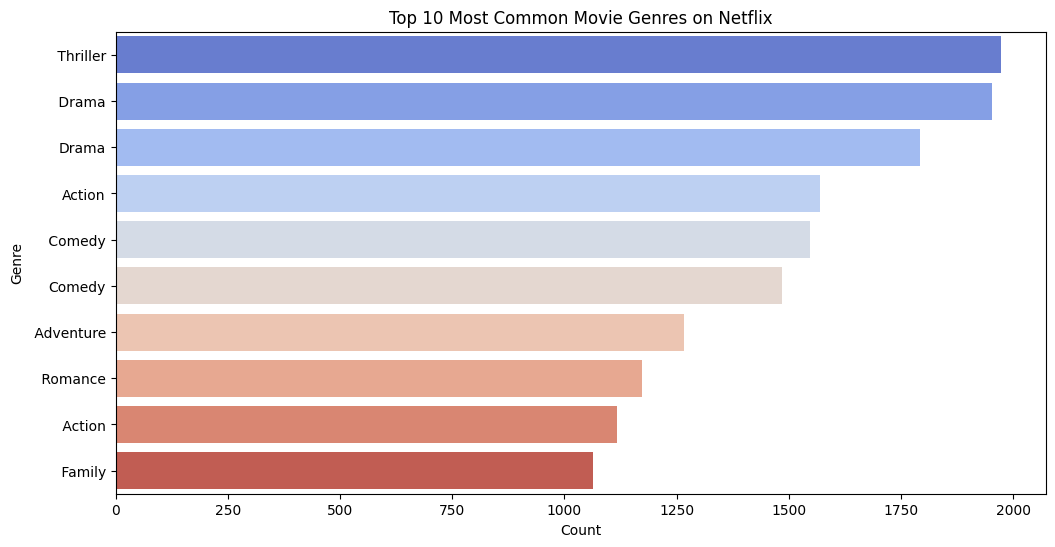 Top 10 Most Common Movie Genres on Netflix
Thriller
Drama
Drama
Action
Comedy
Comedy
Adventure
Romance
Action
Family
Genre
0 250 500 750 1000 1250 1500 1750 2000
Count